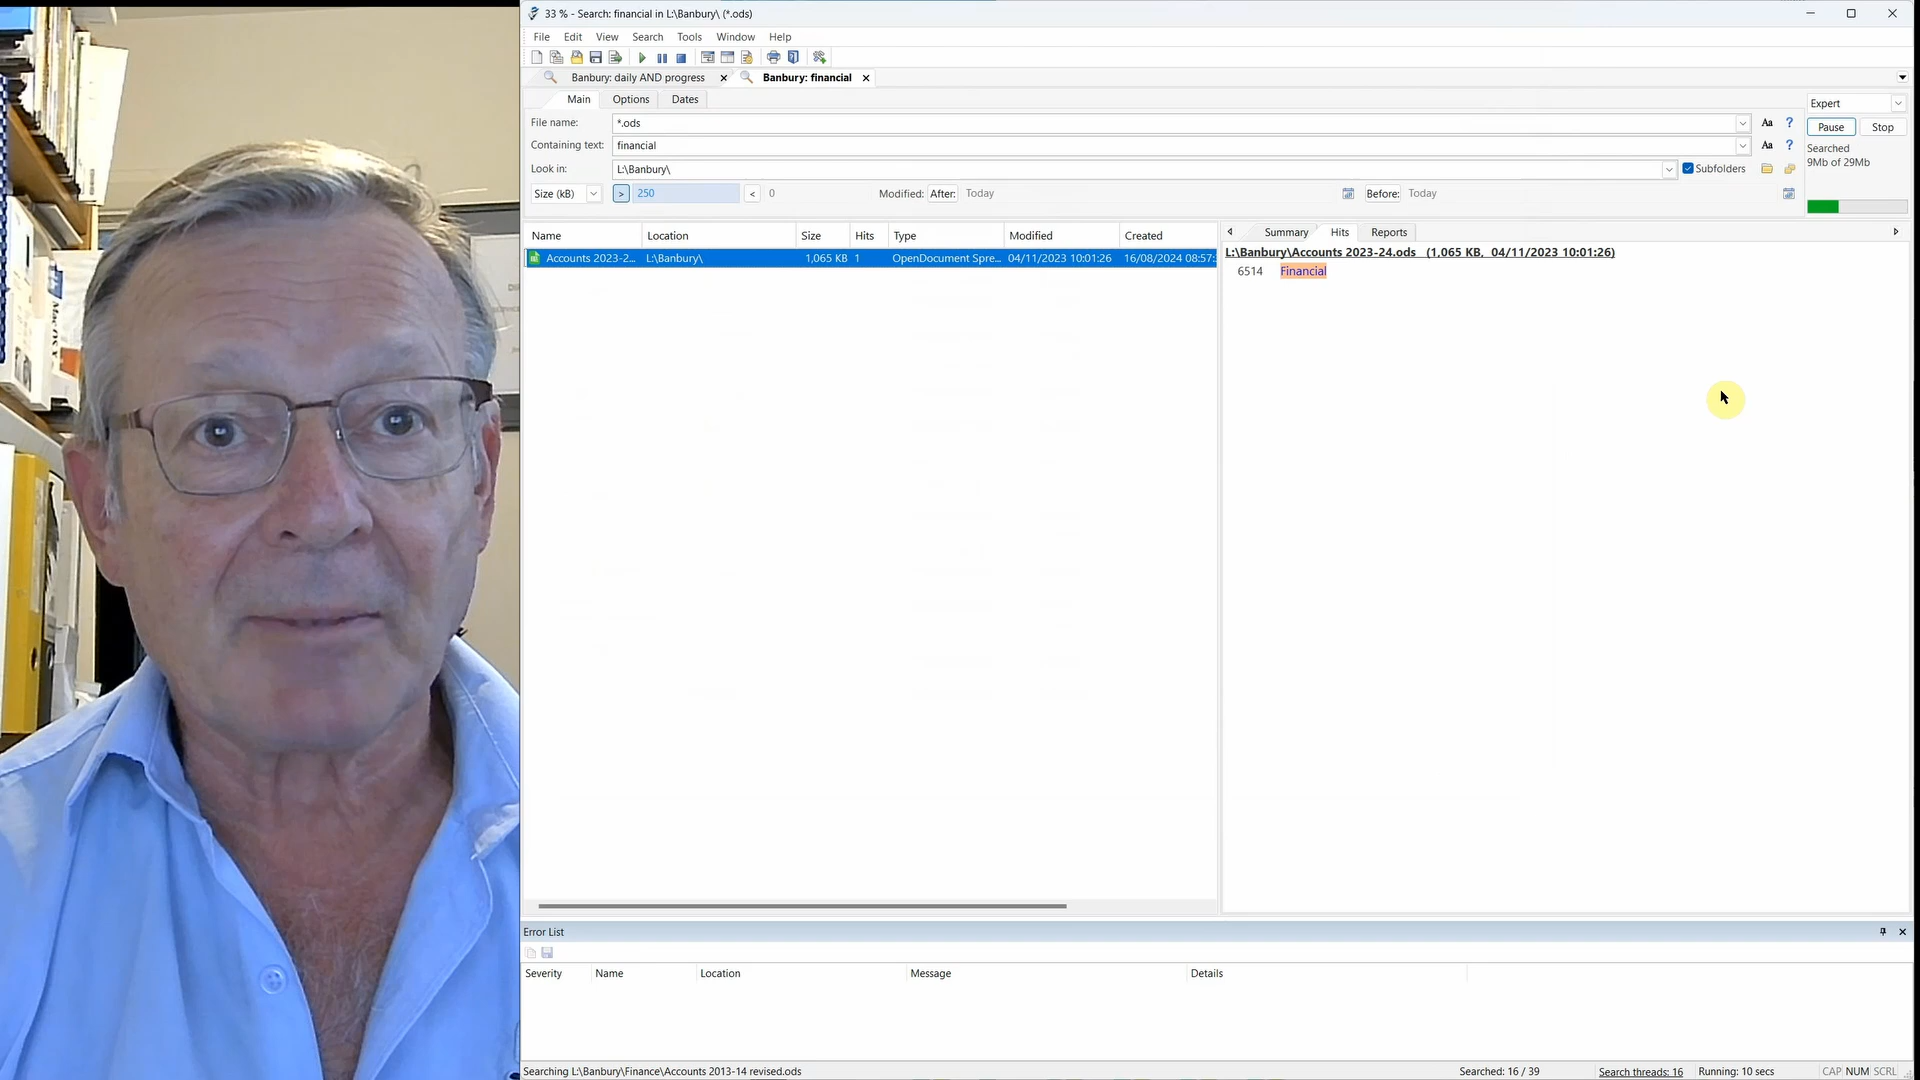 33 % - Search: financial in L:\Banbury\ (*.ods)
File Edit View Search Tools Window Help
Banbury: daily AND progress Banbury: financial
Main Options Dates
Expert
File name: *.ods Aa ?
Pause Stop
Containing text: financial Aa ?
Searched
9Mb of 29Mb
Look in: L:\Banbury\ Subfolders
Size (kB) > 250 < 0 Modified: After: Today Before: Today
Name Location Size Hits Type Modified Created
Accounts 2023-2... L:\Banbury\ 1,065 KB 1 OpenDocument Spre... 04/11/2023 10:01:26 16/08/2024 08:57:
Summary Hits Reports
L:\Banbury\Accounts 2023-24.ods (1,065 KB, 04/11/2023 10:01:26)
6514 Financial
Error List
Severity Name Location Message Details
Searching L:\Banbury\Finance\Accounts 2013-14 revised.ods Searched: 16 / 39 Search threads: 16 Running: 10 secs CAP NUM SCRL